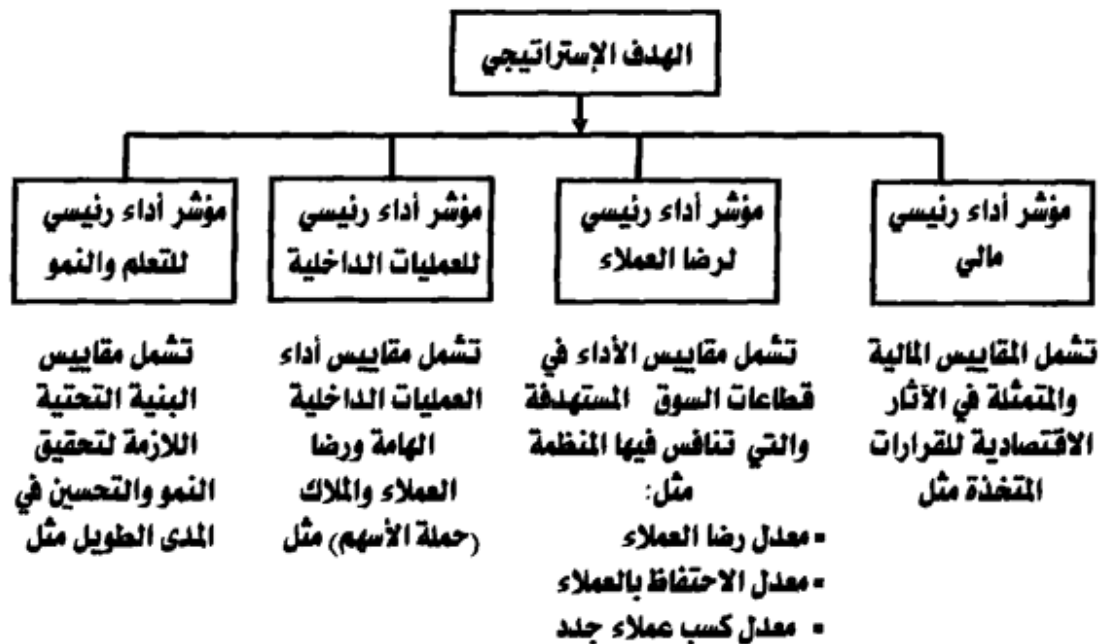 الهدف الإستراتيجي
مؤشر أداء رئيسي
مالي
تشمل المقاييس المالية
والمتمثلة في الآثار
الاقتصادية للقرارات
المتخذة مثل
مؤشر أداء رئيسي
لرضا العملاء
تشمل مقاييس الأداء في
قطاعات السوق المستهدفة
والتي تنافس فيها المنظمة
مثل:
▪ معدل رضا العملاء
▪ معدل الاحتفاظ بالعملاء
▪ معدل كسب عملاء جدد
مؤشر أداء رئيسي
للعمليات الداخلية
تشمل مقاييس أداء
العمليات الداخلية
الهامة ورضا
العملاء والملاك
(حملة الأسهم) مثل
مؤشر أداء رئيسي
للتعلم والنمو
تشمل مقاييس
البنية التحتية
اللازمة لتحقيق
النمو والتحسين في
المدى الطويل مثل